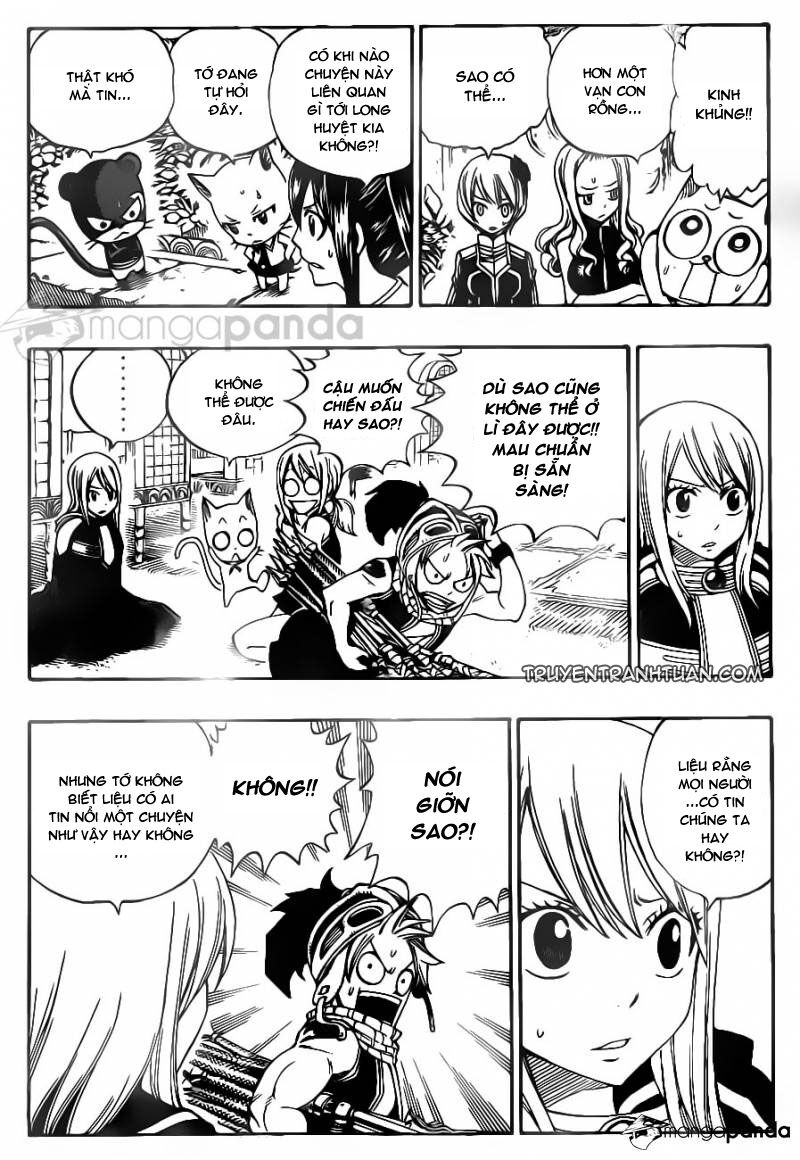 KINH
KHỦNG!!
HƠN MỘT
VẠN CON
RỒNG...
SAO CÓ
THỂ...
CÓ KHI NÀO
CHUYỆN NÀY
LIÊN QUAN
GÌ TỚI LONG
HUYỆT KIA
KHÔNG?!
TỚ ĐANG
TỰ HỎI
ĐÂY.
THẬT KHÓ
MÀ TIN...
mangapanda
DÙ SAO CŨNG
KHÔNG THỂ Ở
LÌ ĐÂY ĐƯỢC!!
MAU CHUẨN
BỊ SẴN
SÀNG!
CẬU MUỐN
CHIẾN ĐẤU
HAY SAO?!
KHÔNG
THỂ ĐƯỢC
ĐÂU.
........
TRUYENTRANHTUAN.COM
LIỆU RẰNG
MỌI NGƯỜI
...CÓ TIN
CHÚNG TA
HAY
KHÔNG?!
NÓI
GIỠN
SAO?!
KHÔNG!!
NHƯNG TỚ KHÔNG
BIẾT LIỆU CÓ AI
TIN NỔI MỘT CHUYỆN
NHƯ VẬY HAY KHÔNG
...
mangapanda